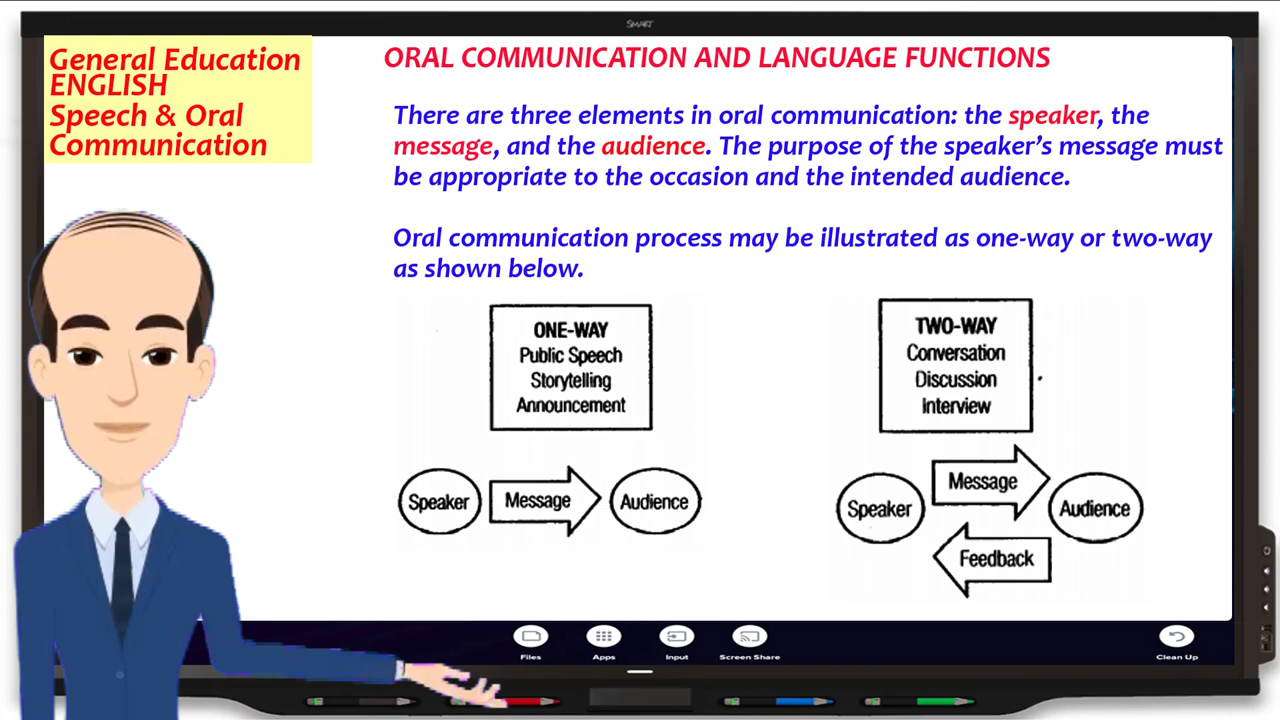 SMART
General Education
ENGLISH
Speech & Oral
Communication
ORAL COMMUNICATION AND LANGUAGE FUNCTIONS
There are three elements in oral communication: the speaker, the
message, and the audience. The purpose of the speaker's message must
be appropriate to the occasion and the intended audience.
Oral communication process may be illustrated as one-way or two-way
as shown below.
ONE-WAY
Public Speech
Storytelling
Announcement
Speaker
Message
Audience
TWO-WAY
Conversation
Discussion
Interview
Speaker
Message
Audience
Feedback
Files
Apps
Input
Screen Share
Clean Up